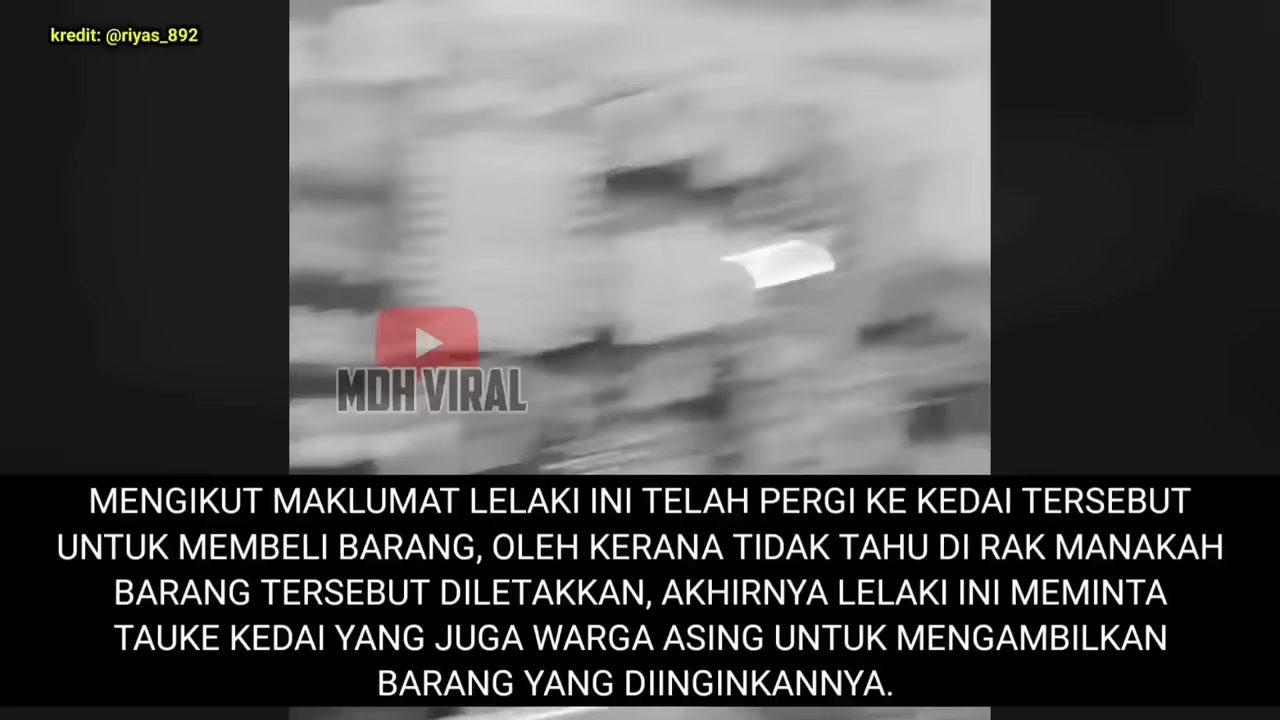 kredit: @riyas_892
MDH VIRAL
MENGIKUT MAKLUMAT LELAKI INI TELAH PERGI KE KEDAI TERSEBUT
UNTUK MEMBELI BARANG, OLEH KERANA TIDAK TAHU DI RAK MANAKAH
BARANG TERSEBUT DILETAKKAN, AKHIRNYA LELAKI INI MEMINTA
TAUKE KEDAI YANG JUGA WARGA ASING UNTUK MENGAMBILKAN
BARANG YANG DIINGINKANNYA.